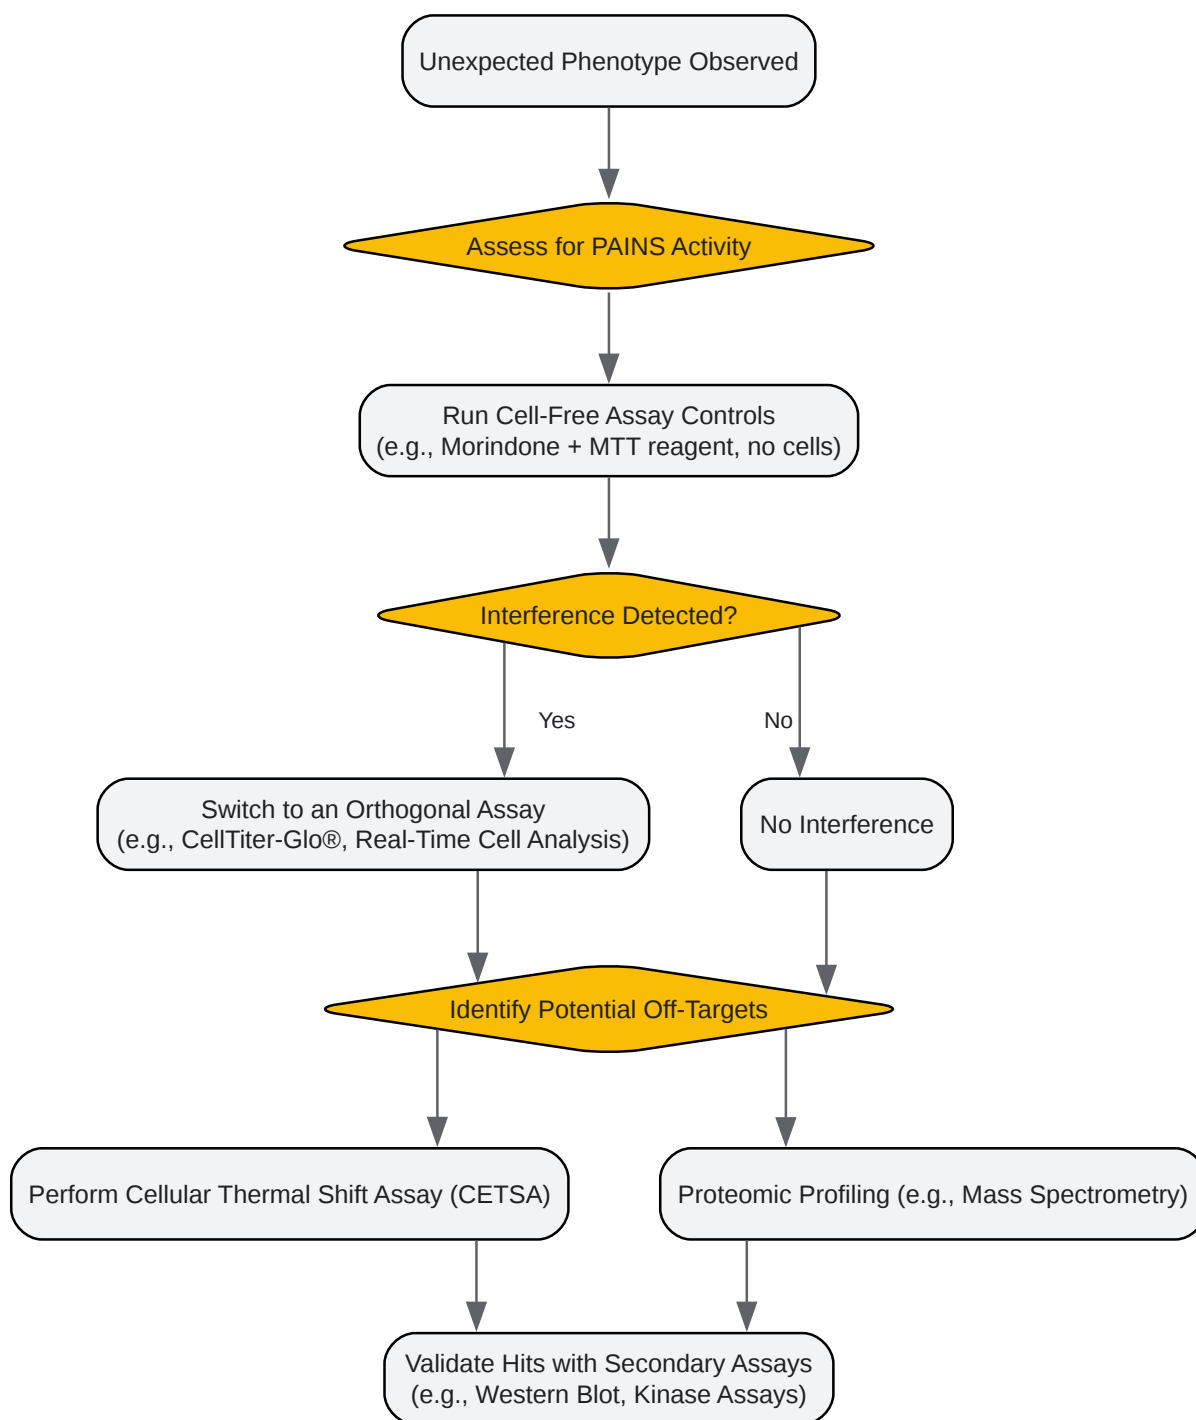 Unexpected Phenotype Observed
Assess for PAINS Activity
Run Cell-Free Assay Controls
(e.g., Morindone + MTT reagent, no cells)
Interference Detected?
Yes
No
Switch to an Orthogonal Assay
(e.g., CellTiter-Glo®, Real-Time Cell Analysis)
No Interference
Identify Potential Off-Targets
Perform Cellular Thermal Shift Assay (CETSA)
Proteomic Profiling (e.g., Mass Spectrometry)
Validate Hits with Secondary Assays
(e.g., Western Blot, Kinase Assays)